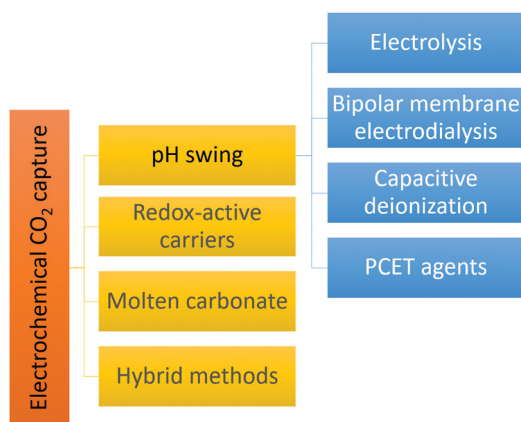 Electrochemical CO₂ capture
pH swing
Redox-active
carriers
Molten carbonate
Hybrid methods
Electrolysis
Bipolar membrane
electrodialysis
Capacitive
deionization
PCET agents